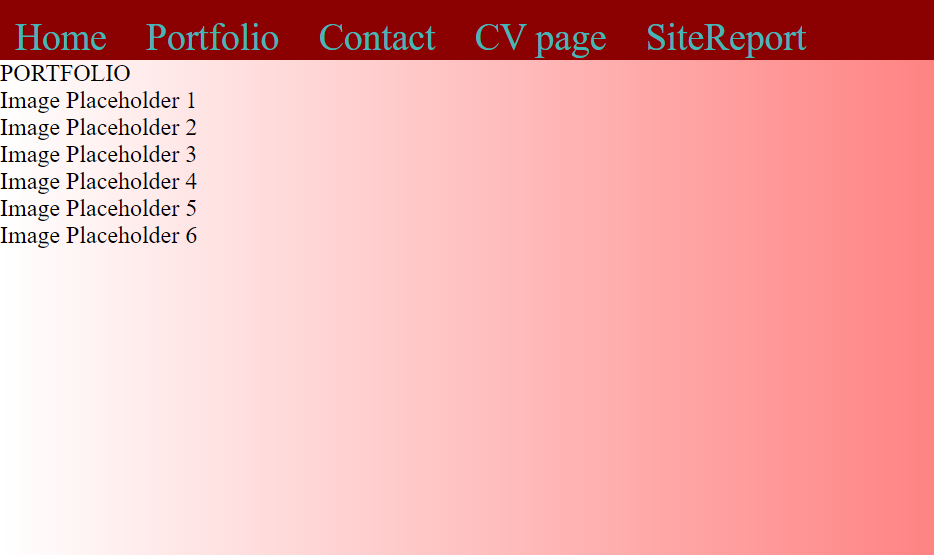 Home Portfolio Contact CV page SiteReport
PORTFOLIO
Image Placeholder 1
Image Placeholder 2
Image Placeholder 3
Image Placeholder 4
Image Placeholder 5
Image Placeholder 6